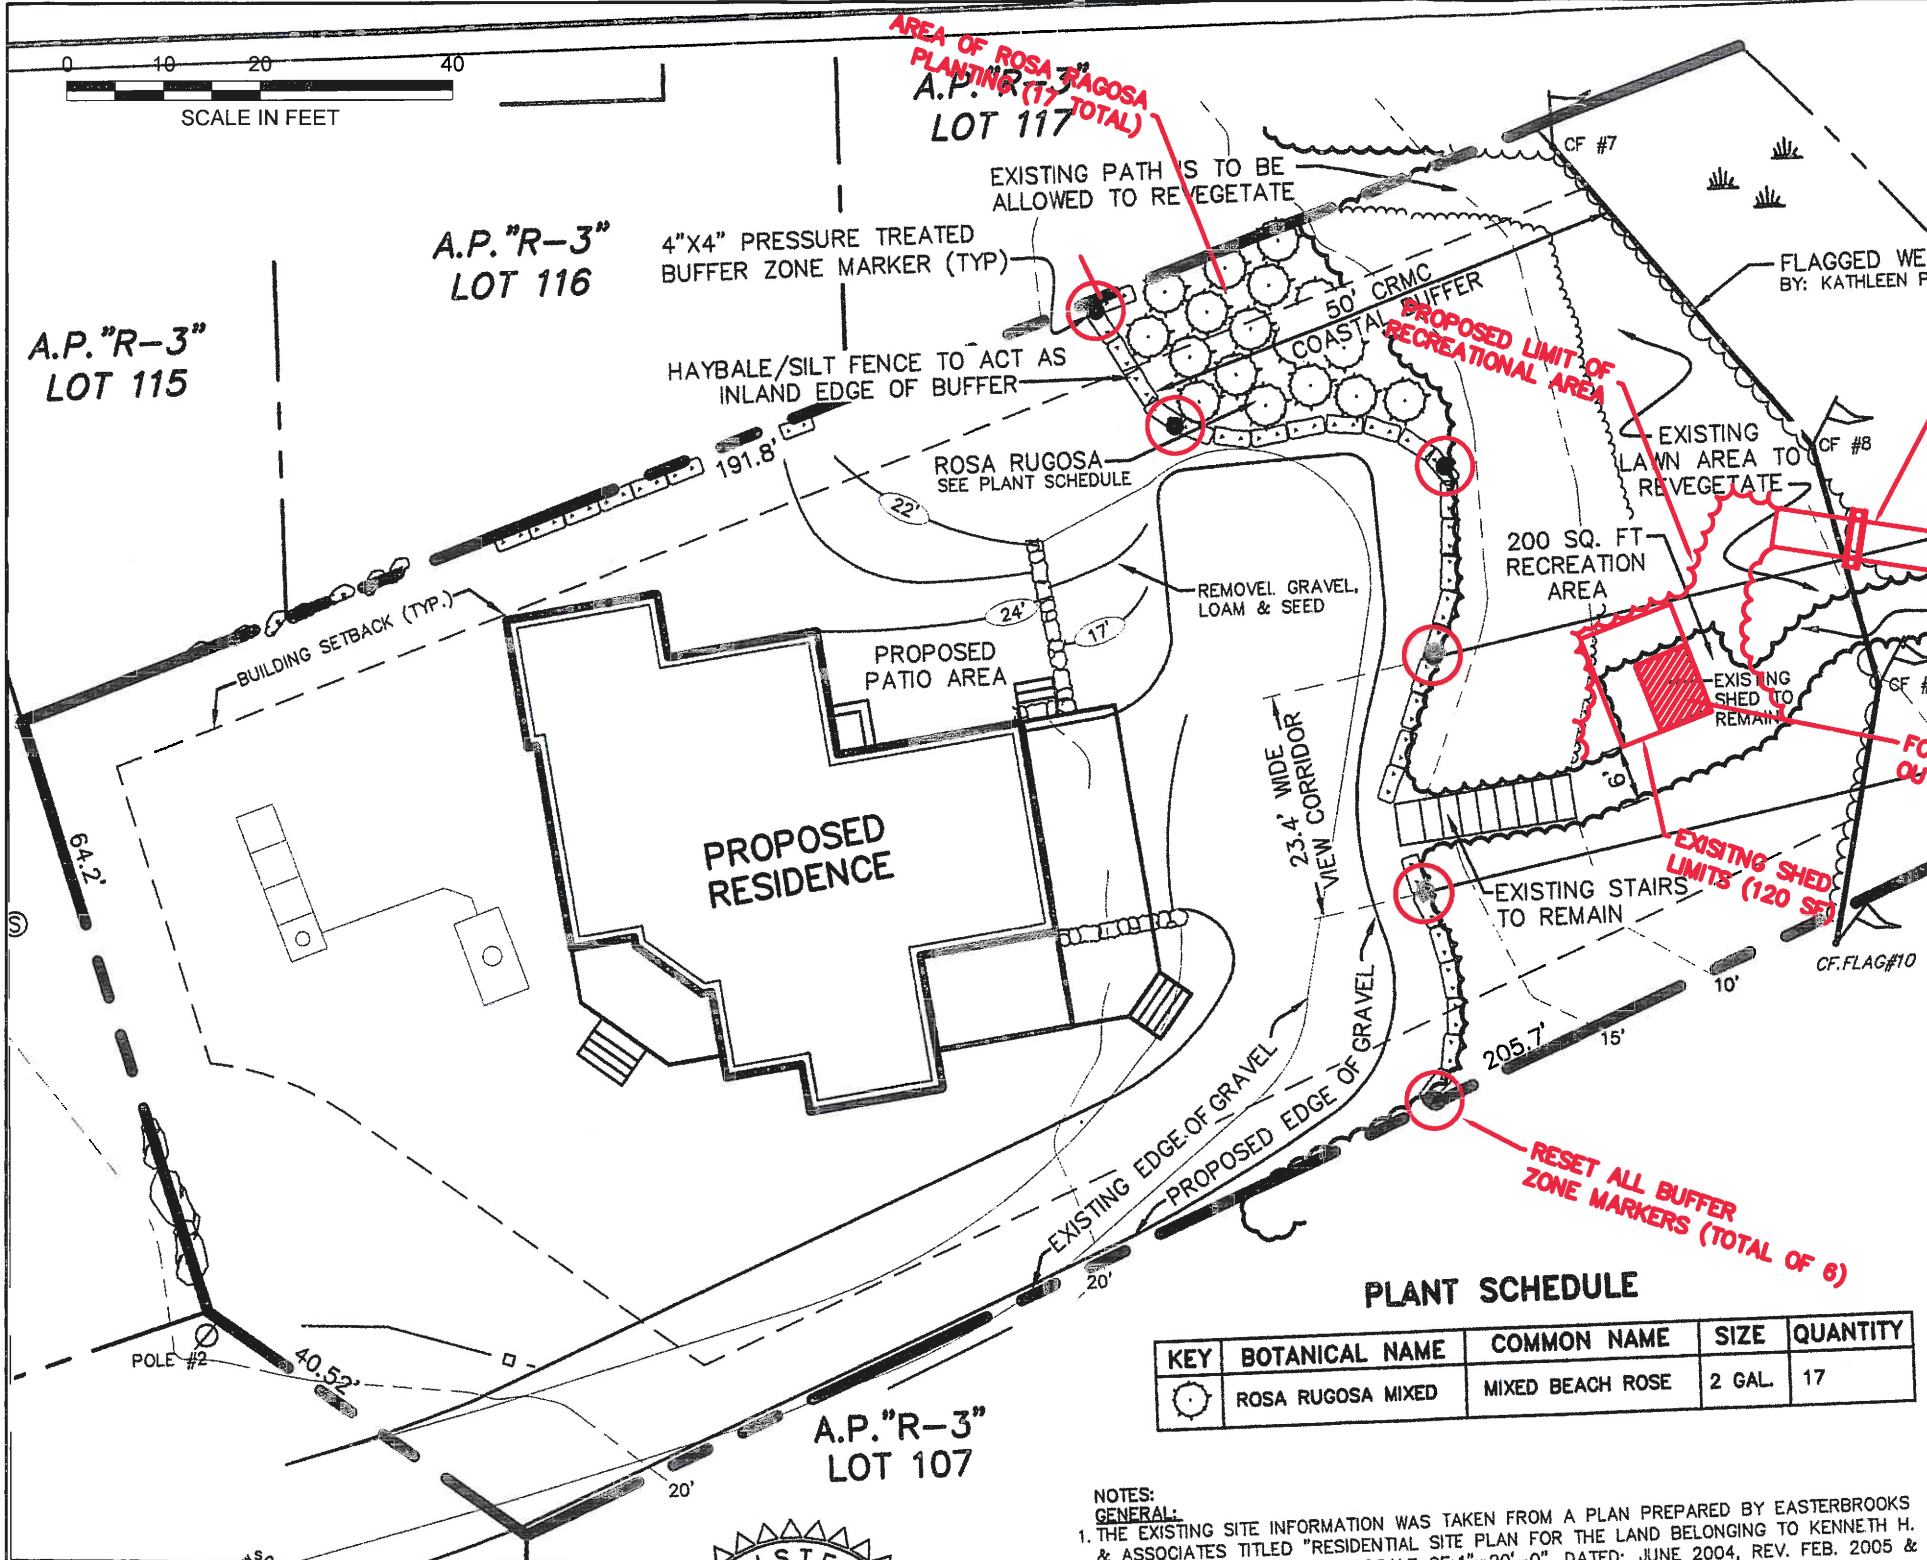 0 10 20 40
SCALE IN FEET
AREA OF ROSA RAGOSA
PLANTING (17 TOTAL)
A.P."R-3"
LOT 117
EXISTING PATH IS TO BE
ALLOWED TO REVEGETATE
CF #7
A.P."R-3"
LOT 116
4"X4" PRESSURE TREATED
BUFFER ZONE MARKER (TYP)
A.P."R-3"
LOT 115
HAYBALE/SILT FENCE TO ACT AS
INLAND EDGE OF BUFFER
50' CRMC
COASTAL BUFFER
FLAGGED WE
BY: KATHLEEN P
PROPOSED LIMIT OF
RECREATIONAL AREA
191.8'
ROSA RUGOSA
SEE PLANT SCHEDULE
EXISTING
LAWN AREA TO
REVEGETATE
CF #8
22'
200 SQ. FT
RECREATION
AREA
REMOVEL GRAVEL,
LOAM & SEED
24'
17'
BUILDING SETBACK (TYP.)
PROPOSED
PATIO AREA
EXISTING
SHED TO
REMAIN
CF #
FO
OU
23.4' WIDE
VIEW CORRIDOR
6'
64.2'
PROPOSED
RESIDENCE
EXISITNG SHED
LIMITS (120 SF)
EXISTING STAIRS
TO REMAIN
S
CF.FLAG#10
10'
15'
205.7'
EXISTING EDGE OF GRAVEL
PROPOSED EDGE OF GRAVEL
RESET ALL BUFFER
ZONE MARKERS (TOTAL OF 6)
20'
POLE #2
40.52'
20'
A.P."R-3"
LOT 107
PLANT SCHEDULE
KEY BOTANICAL NAME COMMON NAME SIZE QUANTITY
ROSA RUGOSA MIXED MIXED BEACH ROSE 2 GAL. 17
NOTES:
GENERAL:
1. THE EXISTING SITE INFORMATION WAS TAKEN FROM A PLAN PREPARED BY EASTERBROOKS
& ASSOCIATES TITLED "RESIDENTIAL SITE PLAN FOR THE LAND BELONGING TO KENNETH H.
DATED: JUNE 2004, REV. FEB. 2005 &